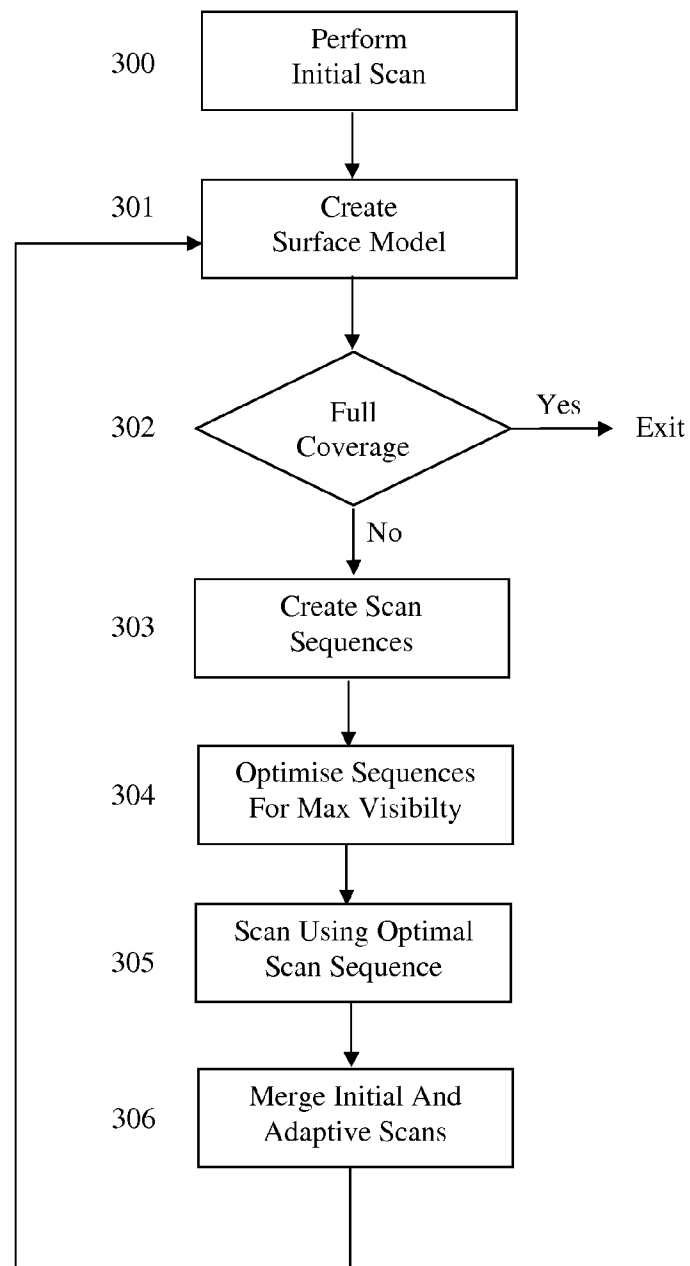 300
Perform
Initial Scan
301
Create
Surface Model
302
Full
Coverage
Yes
Exit
No
303
Create Scan
Sequences
304
Optimise Sequences
For Max Visibilty
305
Scan Using Optimal
Scan Sequence
306
Merge Initial And
Adaptive Scans